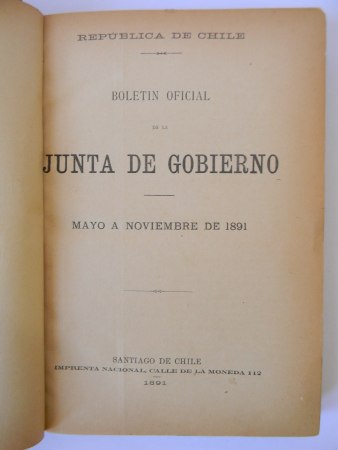 REPÚBLICA DE CHILE
BOLETIN OFICIAL
DE LA
JUNTA DE GOBIERNO
MAYO A NOVIEMBRE DE 1891
SANTIAGO DE CHILE
IMPRENTA NACIONAL, CALLE DE LA MONEDA 112
1891